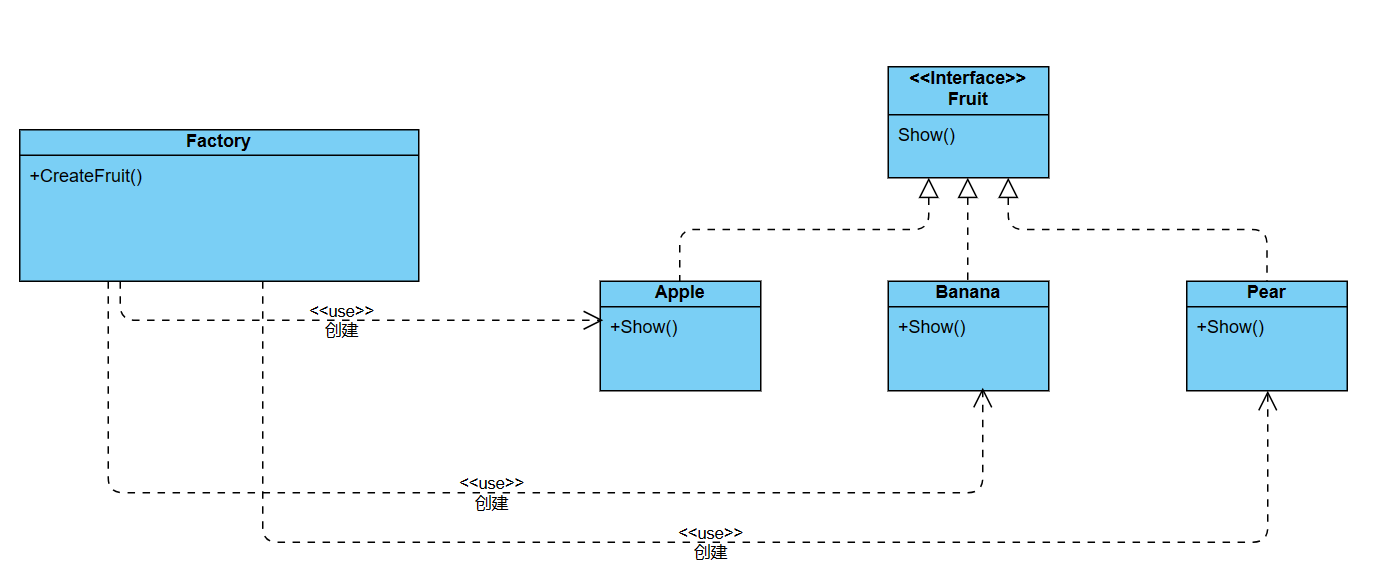 <<Interface>>
Fruit
Show()
Factory
+CreateFruit()
Apple
+Show()
Banana
+Show()
Pear
+Show()
<<use>>
创建
<<use>>
创建
<<use>>
创建